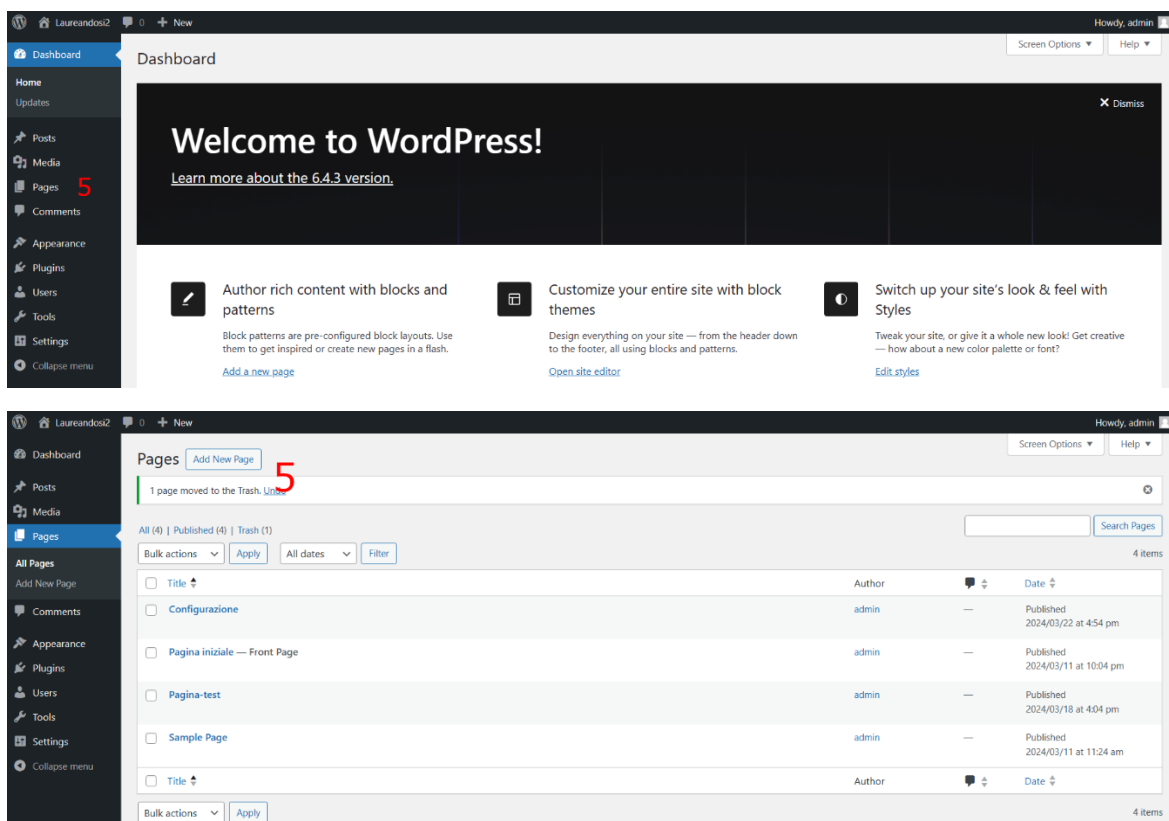 Laureandosi2 0 + New Howdy, admin
Dashboard
Home
Updates
Posts
Media
Pages 5
Comments
Appearance
Plugins
Users
Tools
Settings
Collapse menu
Screen Options ▼ Help ▼
Dashboard
Dismiss
Welcome to WordPress!
Learn more about the 6.4.3 version.
Author rich content with blocks and
patterns
Block patterns are pre-configured block layouts. Use
them to get inspired or create new pages in a flash.
Add a new page
Customize your entire site with block
themes
Design everything on your site — from the header down
to the footer, all using blocks and patterns.
Open site editor
Switch up your site's look & feel with
Styles
Tweak your site, or give it a whole new look! Get creative
— how about a new color palette or font?
Edit styles
Laureandosi2 0 + New Howdy, admin
Dashboard
Posts
Media
Pages
All Pages
Add New Page
Comments
Appearance
Plugins
Users
Tools
Settings
Collapse menu
Screen Options ▼ Help ▼
Pages Add New Page
5
1 page moved to the Trash. Undo
All (4) | Published (4) | Trash (1)
Search Pages
Bulk actions Apply All dates Filter 4 items
Title Author Date
Configurazione admin — Published
2024/03/22 at 4:54 pm
Pagina iniziale — Front Page admin — Published
2024/03/11 at 10:04 pm
Pagina-test admin — Published
2024/03/18 at 4:04 pm
Sample Page admin — Published
2024/03/11 at 11:24 am
Title Author Date
Bulk actions Apply 4 items